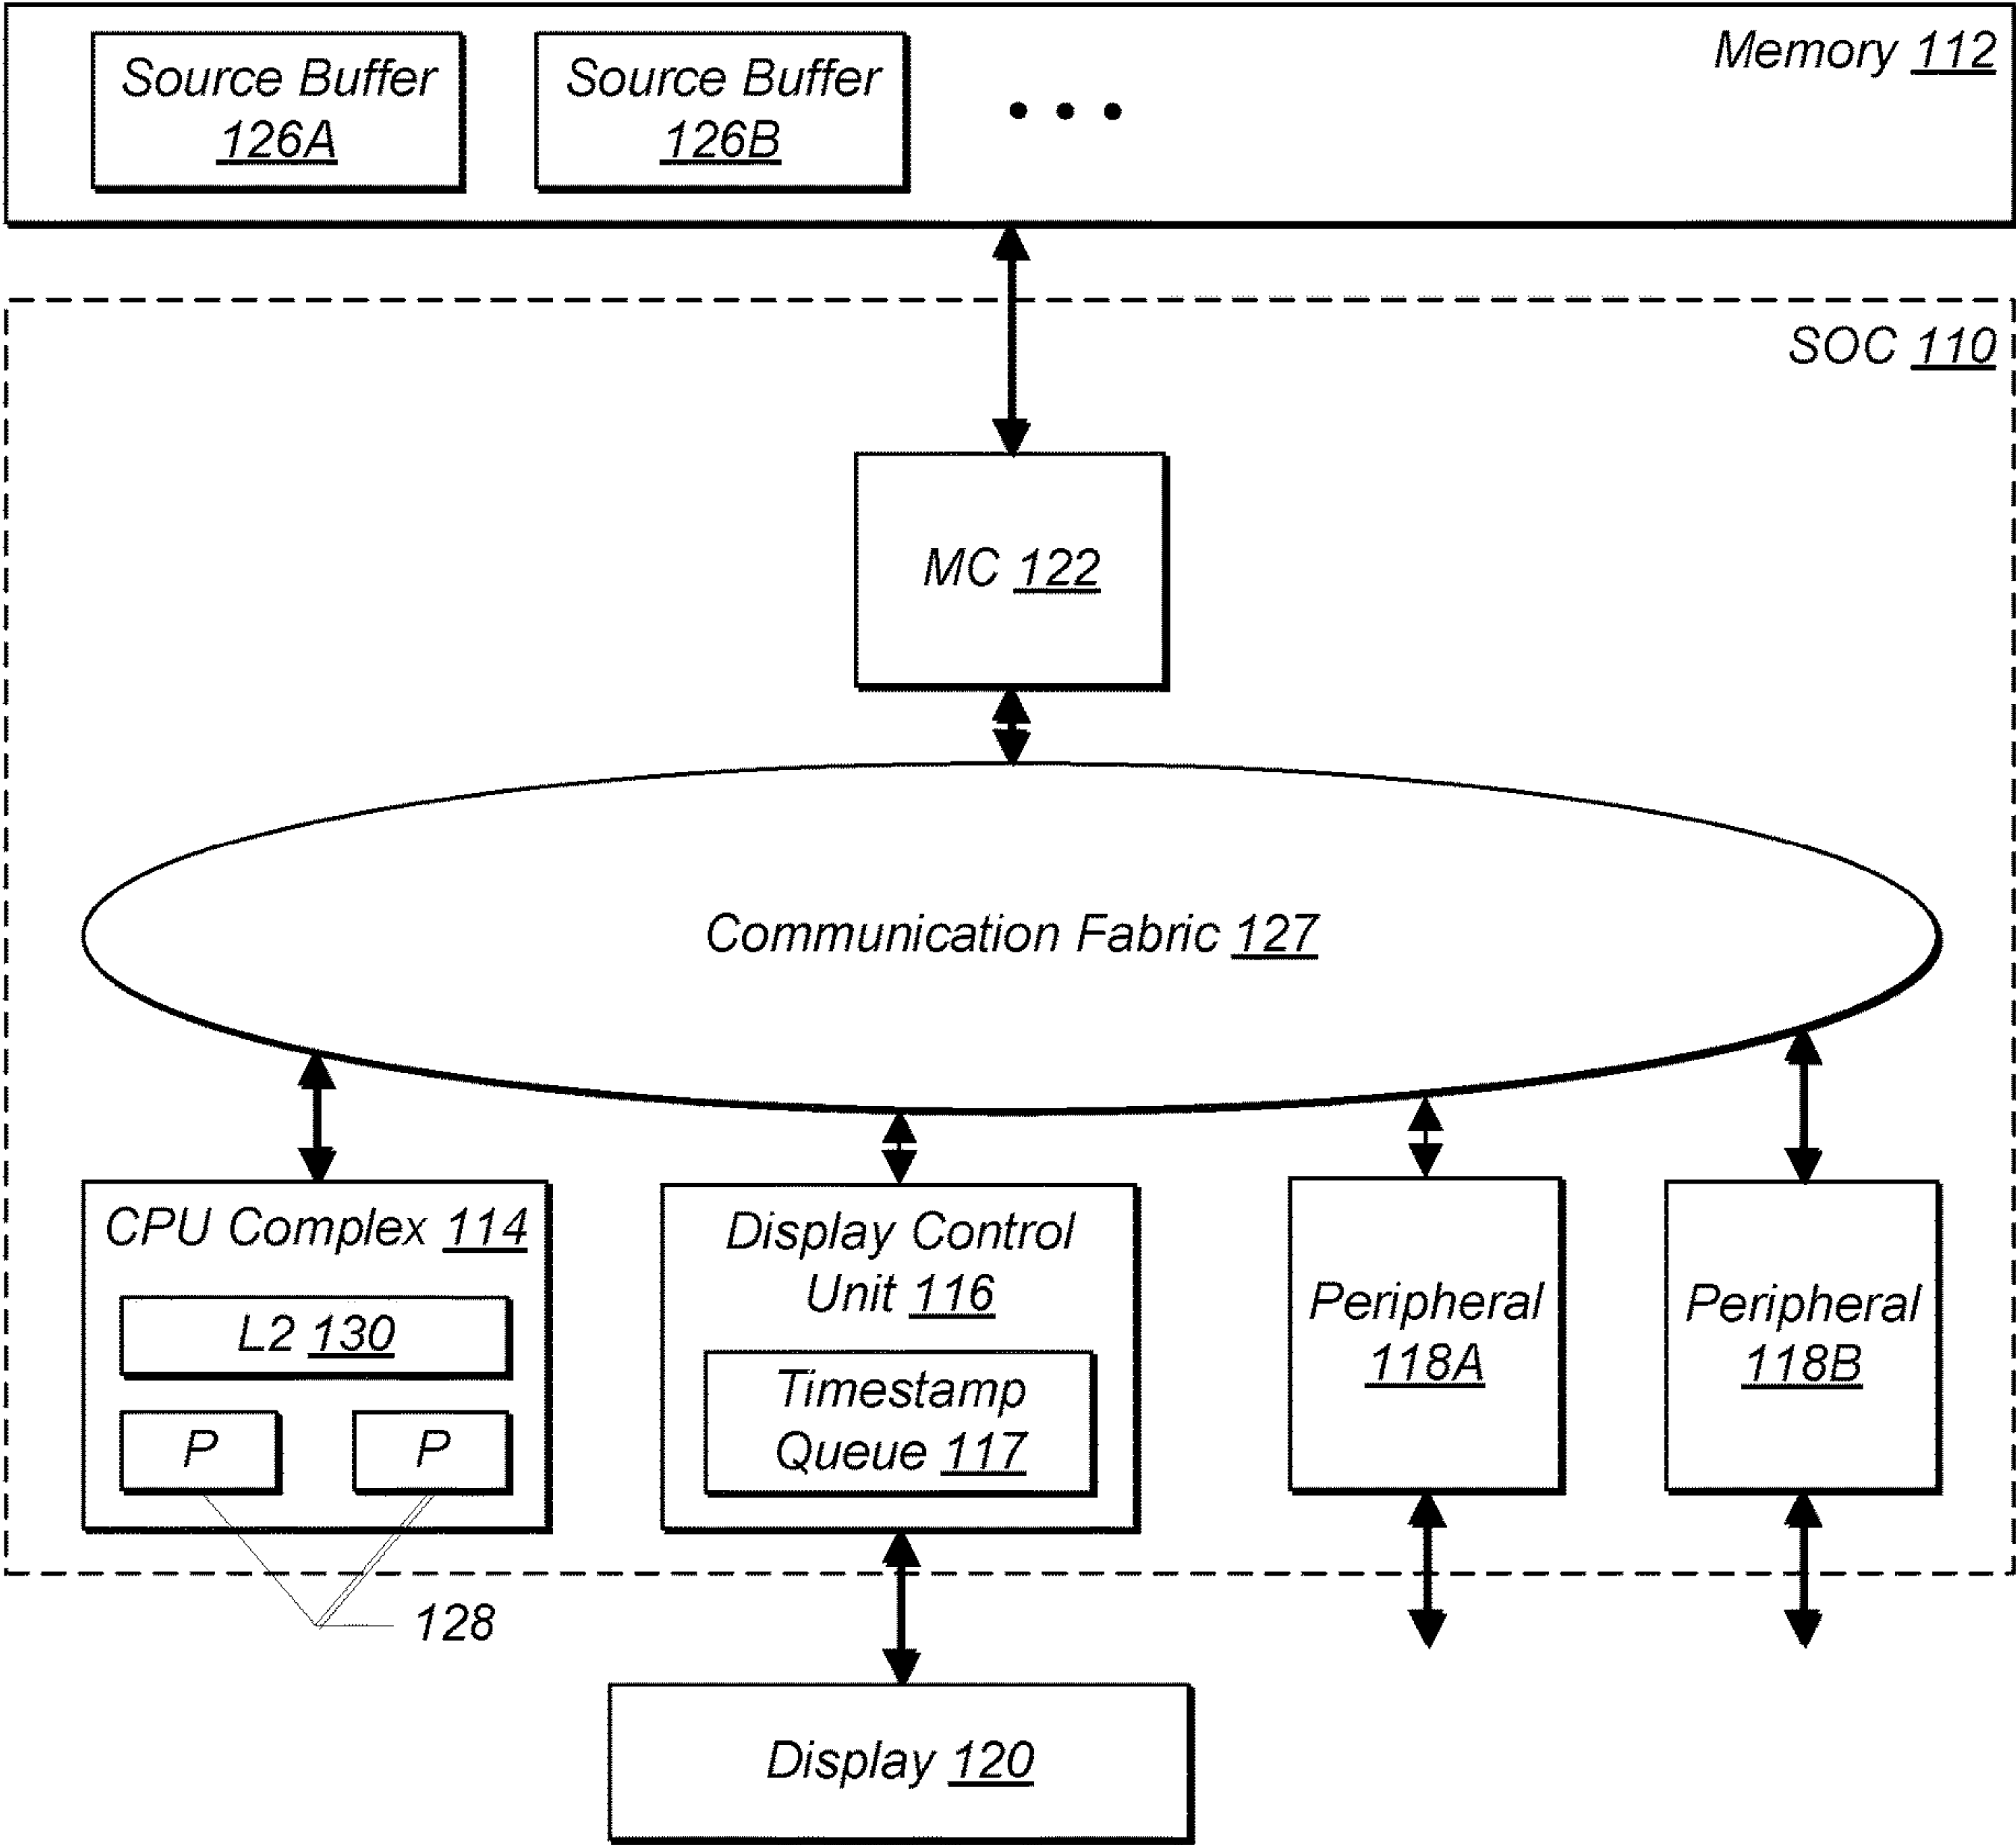 Memory 112
Source Buffer
126A
Source Buffer
126B
SOC 110
MC 122
Communication Fabric 127
CPU Complex 114
L2 130
P
P
128
Display Control
Unit 116
Timestamp
Queue 117
Peripheral
118A
Peripheral
118B
Display 120